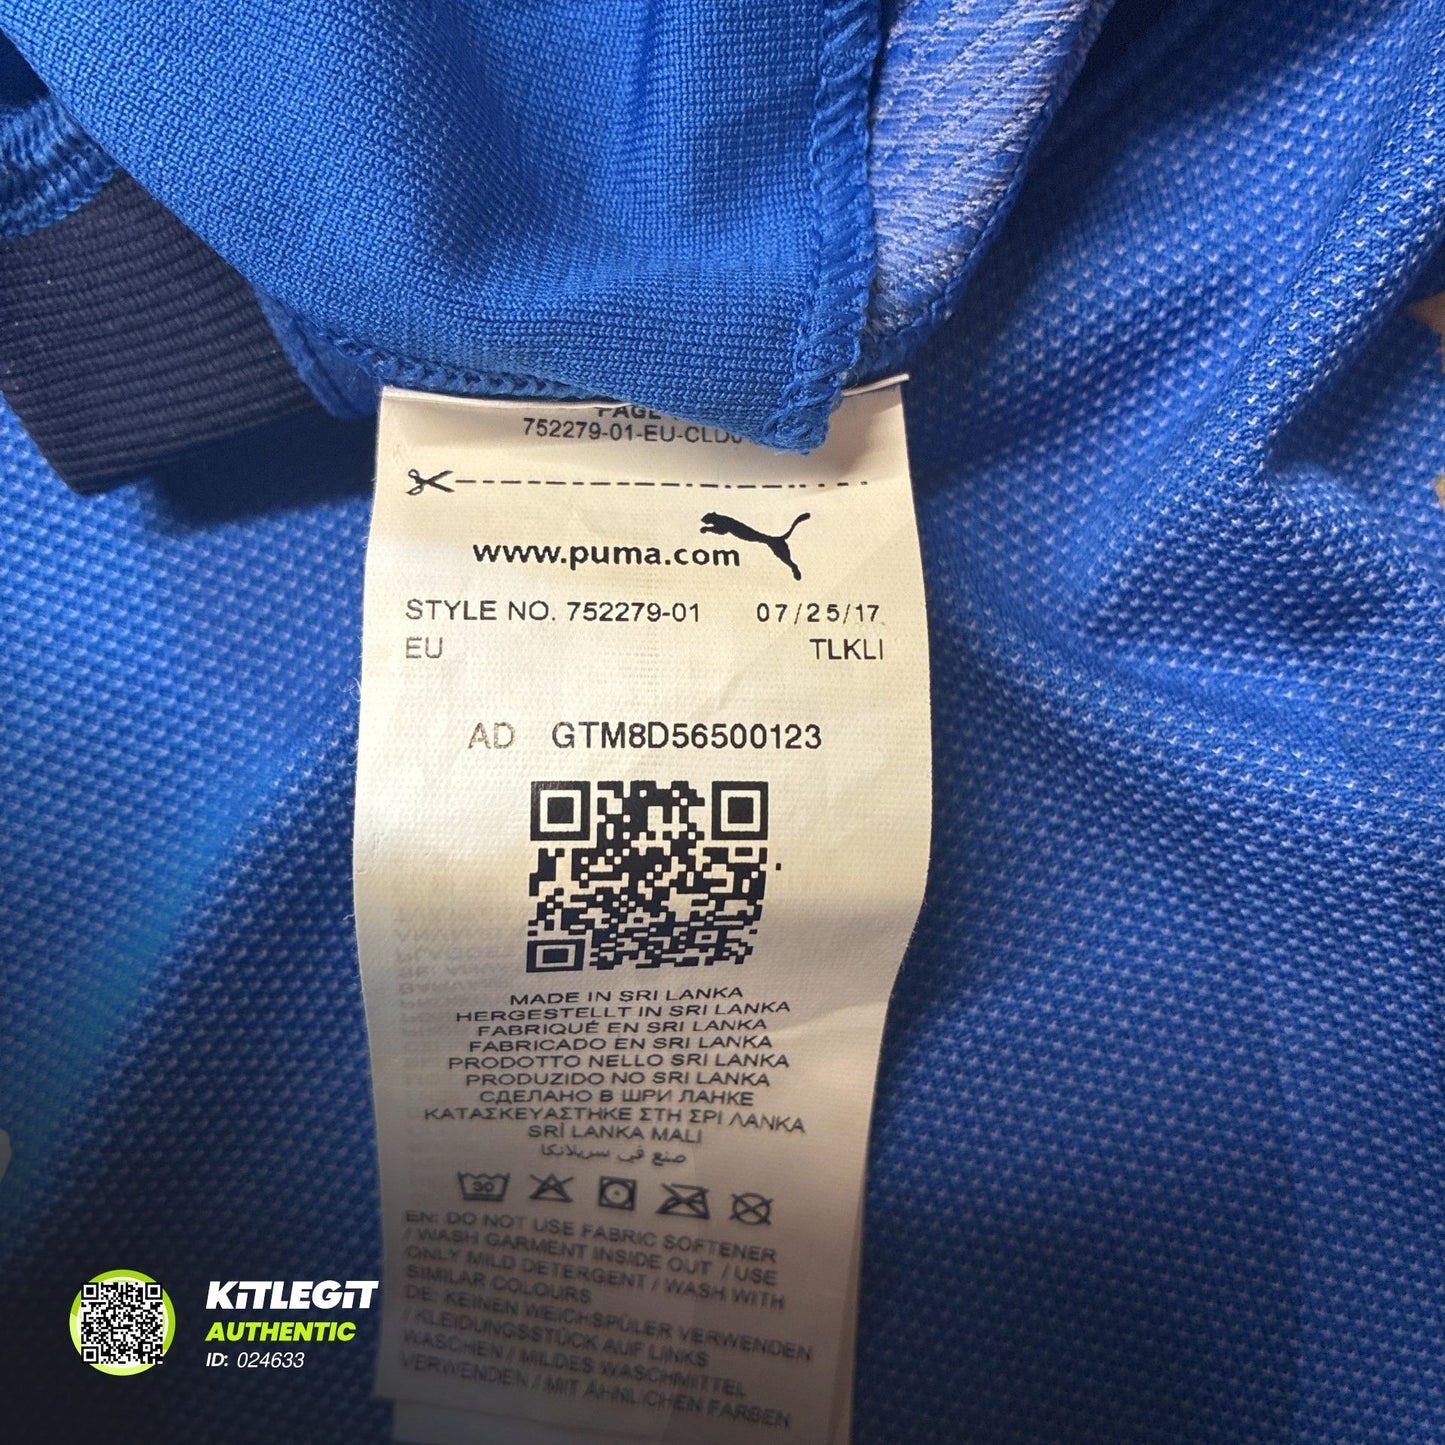 752279-01-EU-CLD
www.puma.com
STYLE NO. 752279-01 07/25/17
EU TLKLI
AD GTM8D56500123
MADE IN SRI LANKA
HERGESTELLT IN SRI LANKA
FABRIQUÉ EN SRI LANKA
FABRICADO EN SRI LANKA
PRODOTTO NELLO SRI LANKA
PRODUZIDO NO SRI LANKA
СДЕЛАНО В ШРИ ЛАНКЕ
ΚΑΤΑΣΚΕΥΑΣΤΗΚΕ ΣΤΗ ΣΡΙ ΛΑΝΚΑ
SRİ LANKA MALI
صنع في سريلانكا
30
EN: DO NOT USE FABRIC SOFTENER
/ WASH GARMENT INSIDE OUT / USE
ONLY MILD DETERGENT / WASH WITH
SIMILAR COLOURS
DE: KEINEN WEICHSPÜLER VERWENDEN
/ KLEIDUNGSSTÜCK AUF LINKS
WASCHEN / MILDES WASCHMITTEL
VERWENDEN / MIT ÄHNLICHEN FARBEN
KITLEGIT
AUTHENTIC
ID: 024633